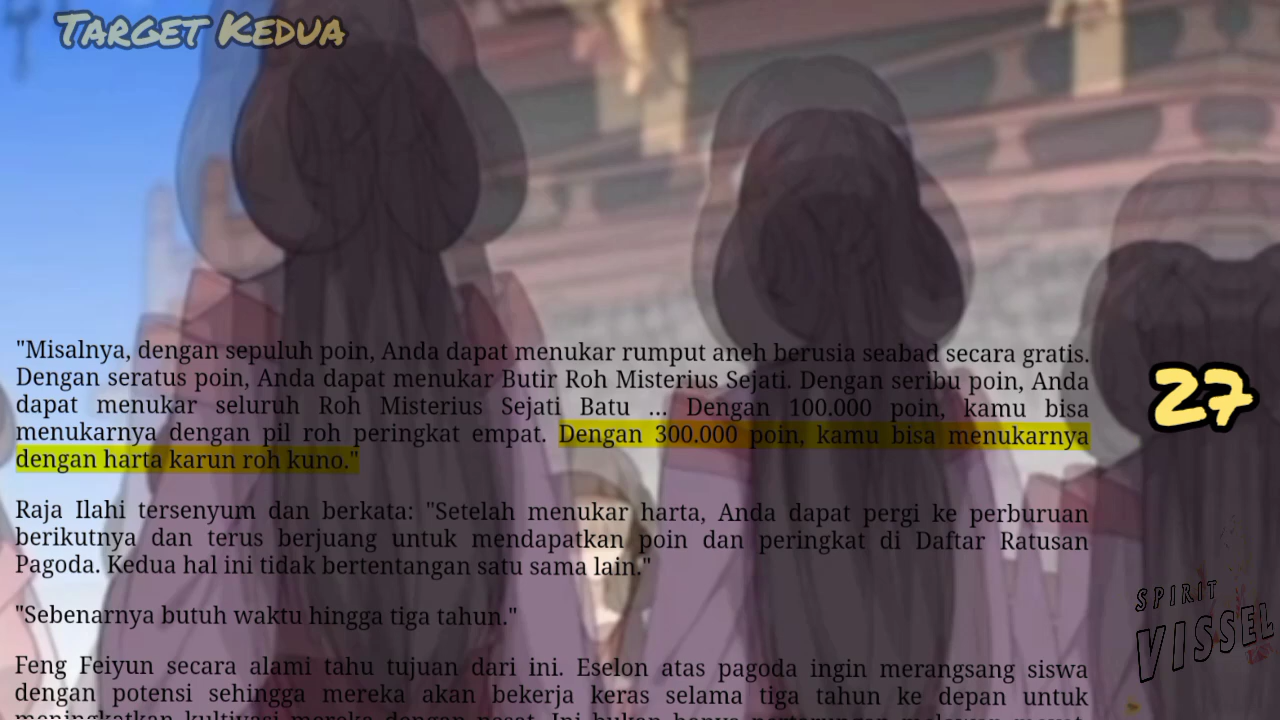 Target Kedua
"Misalnya, dengan sepuluh poin, Anda dapat menukar rumput aneh berusia seabad secara gratis.
Dengan seratus poin, Anda dapat menukar Butir Roh Misterius Sejati. Dengan seribu poin, Anda
dapat menukar seluruh Roh Misterius Sejati Batu ... Dengan 100.000 poin, kamu bisa
menukarnya dengan pil roh peringkat empat. Dengan 300.000 poin, kamu bisa menukarnya
dengan harta karun roh kuno."
27
Raja Ilahi tersenyum dan berkata: "Setelah menukar harta, Anda dapat pergi ke perburuan
berikutnya dan terus berjuang untuk mendapatkan poin dan peringkat di Daftar Ratusan
Pagoda. Kedua hal ini tidak bertentangan satu sama lain."
"Sebenarnya butuh waktu hingga tiga tahun."
SPIRIT
VISSEL
Feng Feiyun secara alami tahu tujuan dari ini. Eselon atas pagoda ingin merangsang siswa
dengan potensi sehingga mereka akan bekerja keras selama tiga tahun ke depan untuk